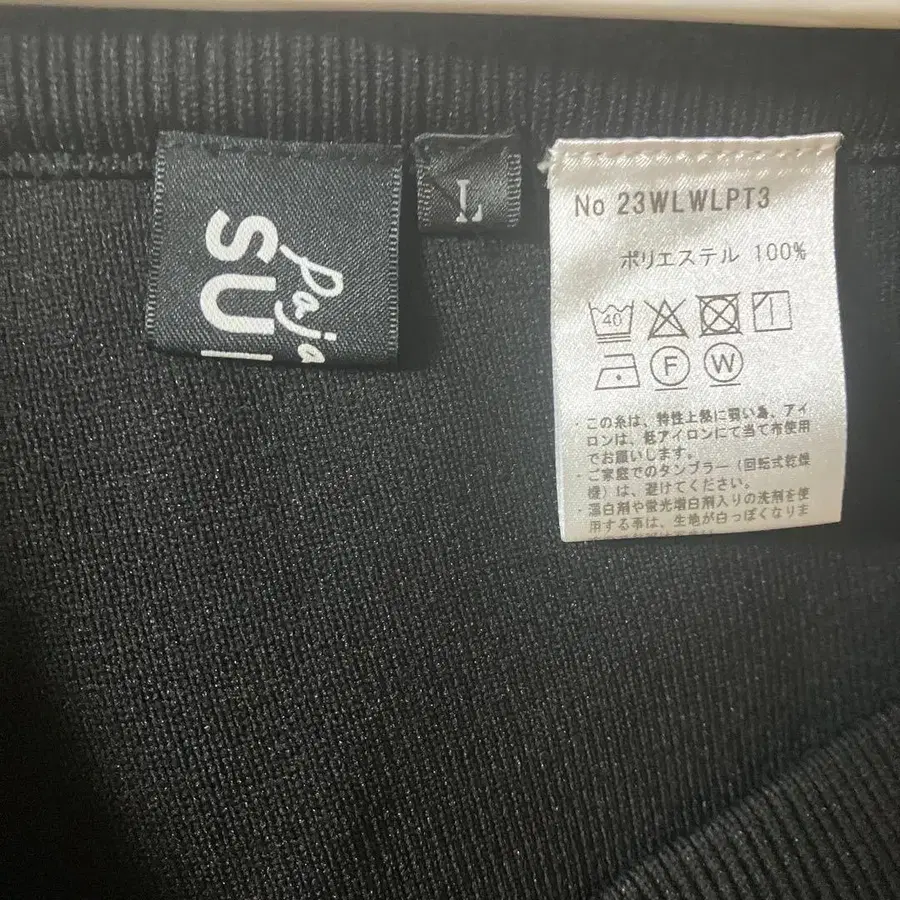 SU
Paja
L
No 23WLWLPT3
ポリエステル 100%
40
F
W
・この糸は、特性上熱に弱い為、アイ
ロンは、低アイロンにて当て布使用
でお願いします。
・ご家庭でのタンブラー（回転式乾燥
機）は、避けてください。
・漂白剤や蛍光増白剤入りの洗剤を使
用する事は、生地が白っぽくなりま